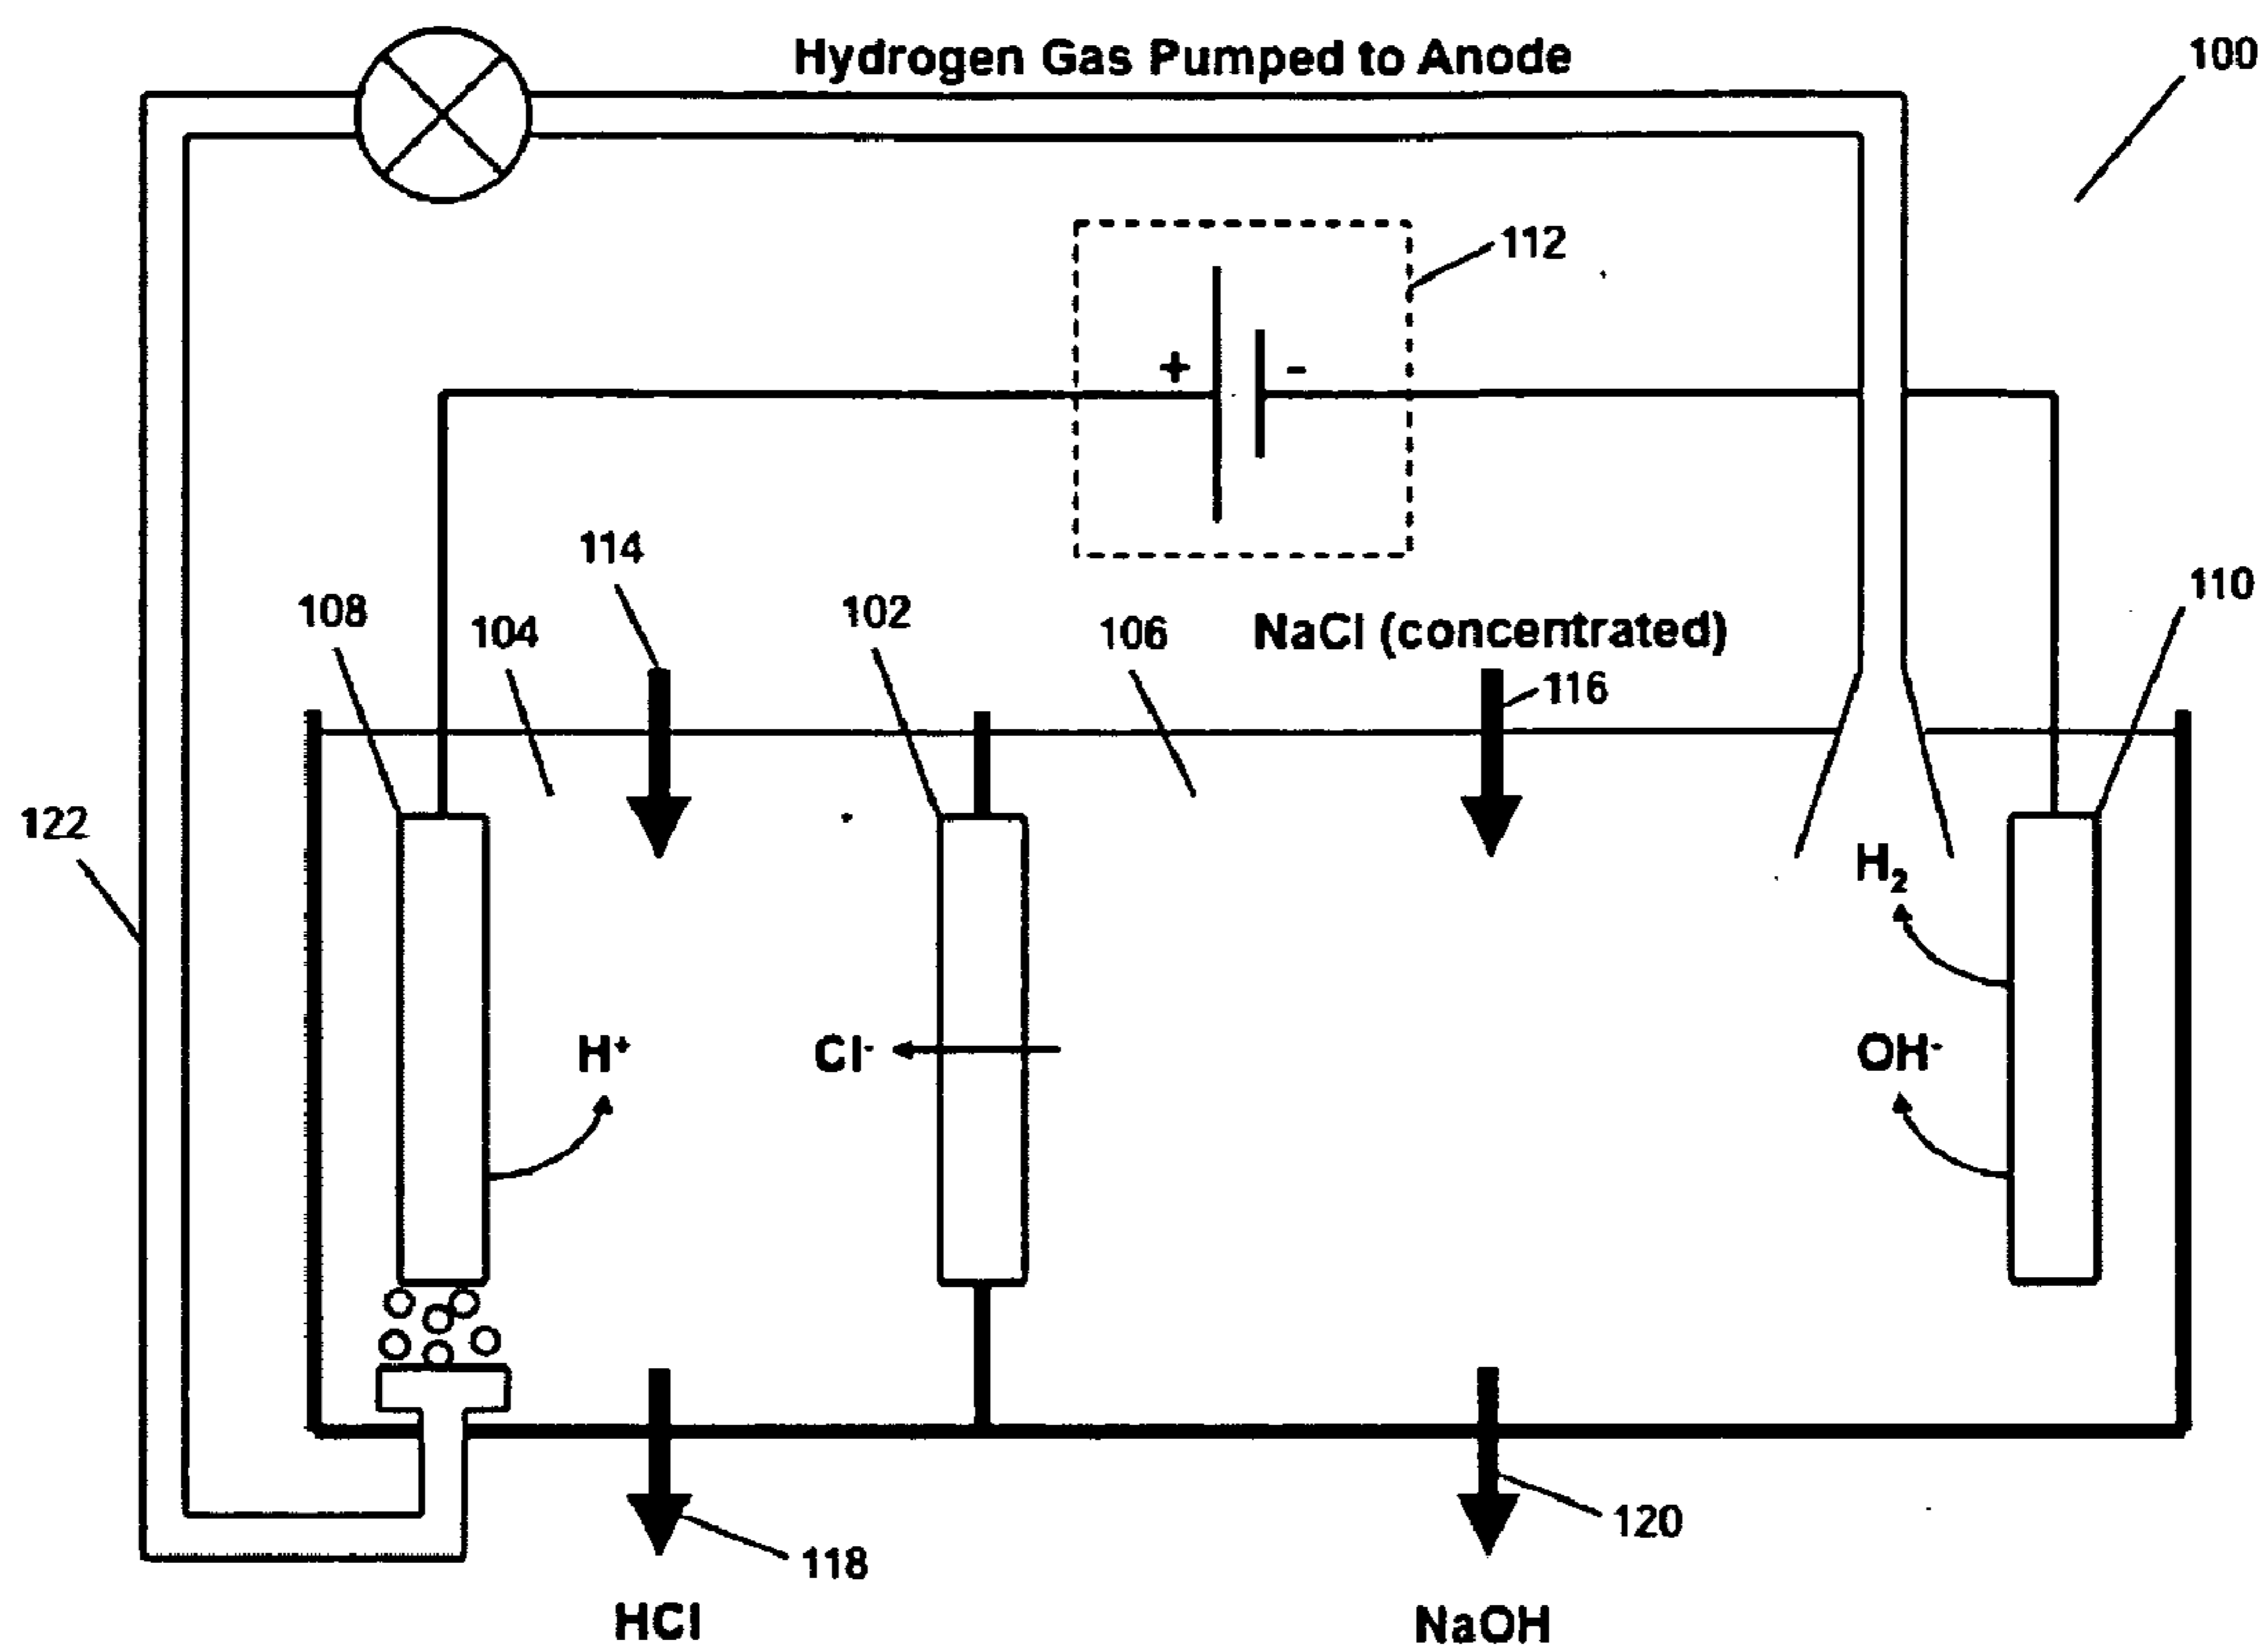 Hydrogen Gas Pumped to Anode
100
112
+ -
114
108
104
102
106
NaCl (concentrated)
110
116
122
H₂
H⁺
Cl⁻
OH⁻
118
120
HCl
NaOH